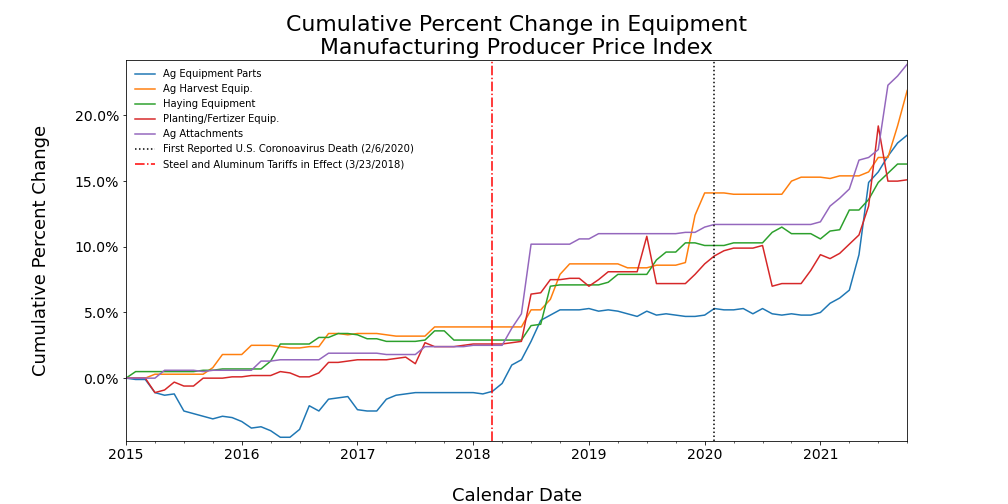 Cumulative Percent Change in Equipment
Manufacturing Producer Price Index
Ag Equipment Parts
Ag Harvest Equip.
Haying Equipment
Planting/Fertizer Equip.
Ag Attachments
First Reported U.S. Coronoavirus Death (2/6/2020)
Steel and Aluminum Tariffs in Effect (3/23/2018)
Cumulative Percent Change
20.0%
15.0%
10.0%
5.0%
0.0%
2015 2016 2017 2018 2019 2020 2021
Calendar Date